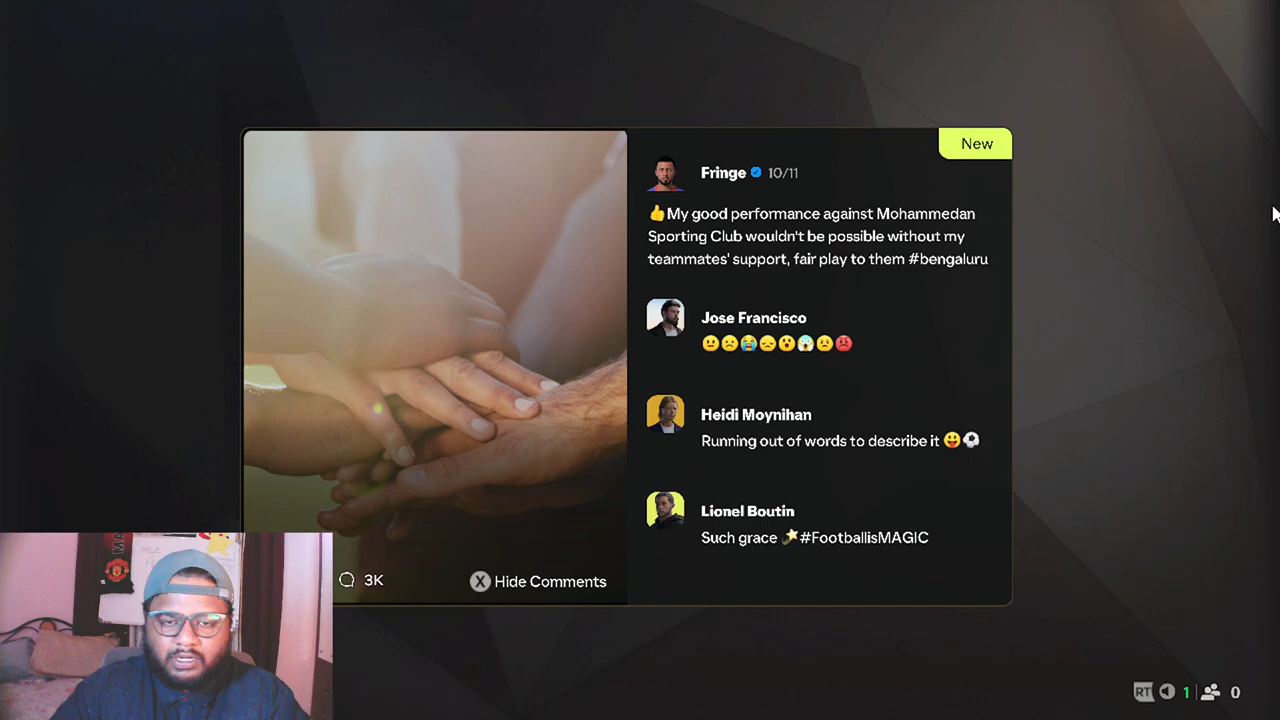 New
Fringe 10/11
👍My good performance against Mohammedan
Sporting Club wouldn't be possible without my
teammates' support, fair play to them #bengaluru
Jose Francisco
😐☹️😭😞😮😱🙁😡
Heidi Moynihan
Running out of words to describe it 😛⚽
Lionel Boutin
Such grace 🌠#FootballisMAGIC
3K
X Hide Comments
MA
RT 1 0